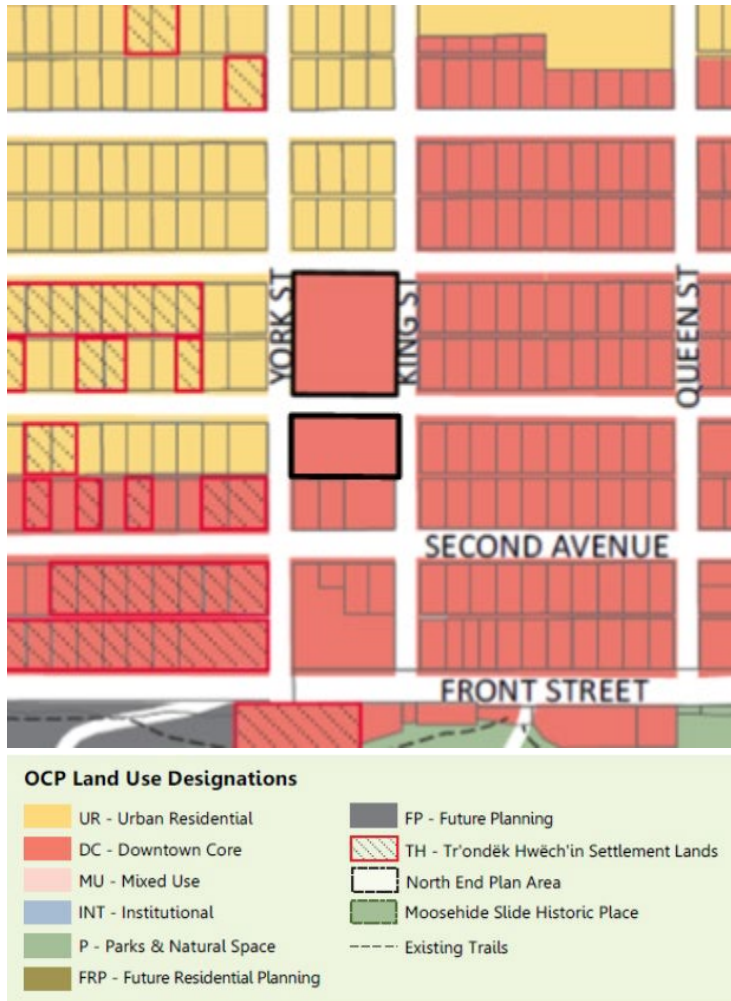 YORK ST
KING ST
QUEEN ST
SECOND AVENUE
FRONT STREET
OCP Land Use Designations
UR - Urban Residential
DC - Downtown Core
MU - Mixed Use
INT - Institutional
P - Parks & Natural Space
FRP - Future Residential Planning
FP - Future Planning
TH - Tr'ondëk Hwëch'in Settlement Lands
North End Plan Area
Moosehide Slide Historic Place
Existing Trails